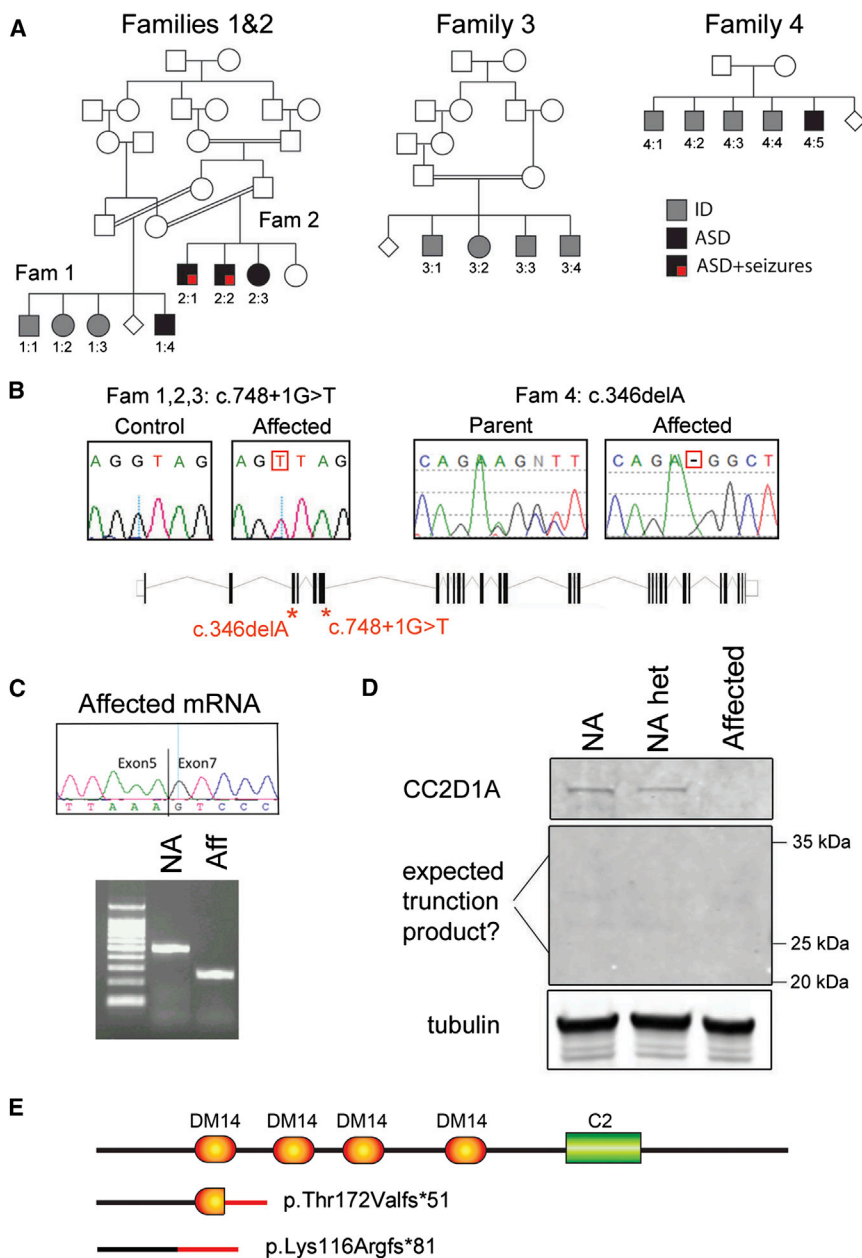 A
Families 1&2
Family 3
Family 4
Fam 2
Fam 1
2:1 2:2 2:3
1:1 1:2 1:3 1:4
3:1 3:2 3:3 3:4
4:1 4:2 4:3 4:4 4:5
ID
ASD
ASD+seizures
B
Fam 1,2,3: c.748+1G>T
Fam 4: c.346delA
Control Affected Parent Affected
A G G T A G
A G T T A G
C A G A A G N T T
C A G A - G G C T
c.346delA * * c.748+1G>T
C
Affected mRNA
Exon5 Exon7
T T A A A G T C C C
NA Aff
D
NA NA het Affected
CC2D1A
expected
trunction
product?
35 kDa
25 kDa
20 kDa
tubulin
E
DM14 DM14 DM14 DM14 C2
p.Thr172Valfs*51
p.Lys116Argfs*81